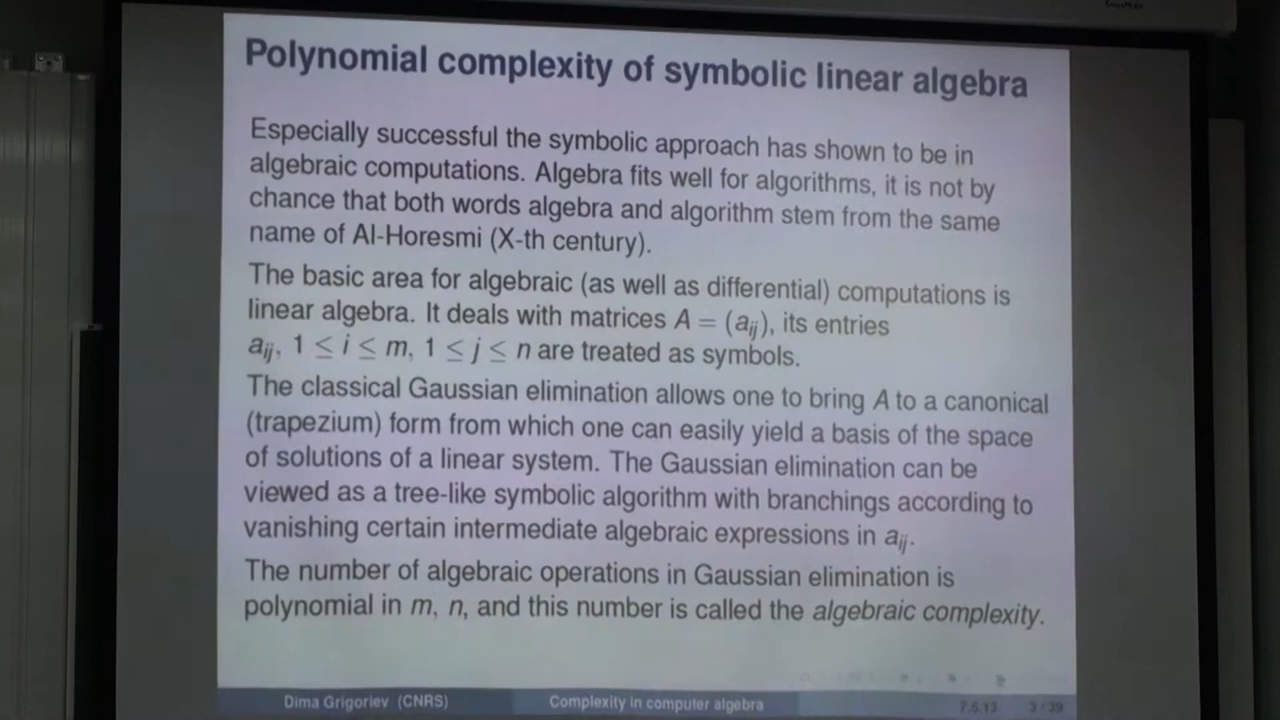 Polynomial complexity of symbolic linear algebra
Especially successful the symbolic approach has shown to be in
algebraic computations. Algebra fits well for algorithms, it is not by
chance that both words algebra and algorithm stem from the same
name of Al-Horesmi (X-th century).
The basic area for algebraic (as well as differential) computations is
linear algebra. It deals with matrices A = (aᵢⱼ), its entries
aᵢⱼ, 1 ≤ i ≤ m, 1 ≤ j ≤ n are treated as symbols.
The classical Gaussian elimination allows one to bring A to a canonical
(trapezium) form from which one can easily yield a basis of the space
of solutions of a linear system. The Gaussian elimination can be
viewed as a tree-like symbolic algorithm with branchings according to
vanishing certain intermediate algebraic expressions in aᵢⱼ.
The number of algebraic operations in Gaussian elimination is
polynomial in m, n, and this number is called the algebraic complexity.
Dima Grigoriev (CNRS) Complexity in computer algebra 7.5.13 3 / 39